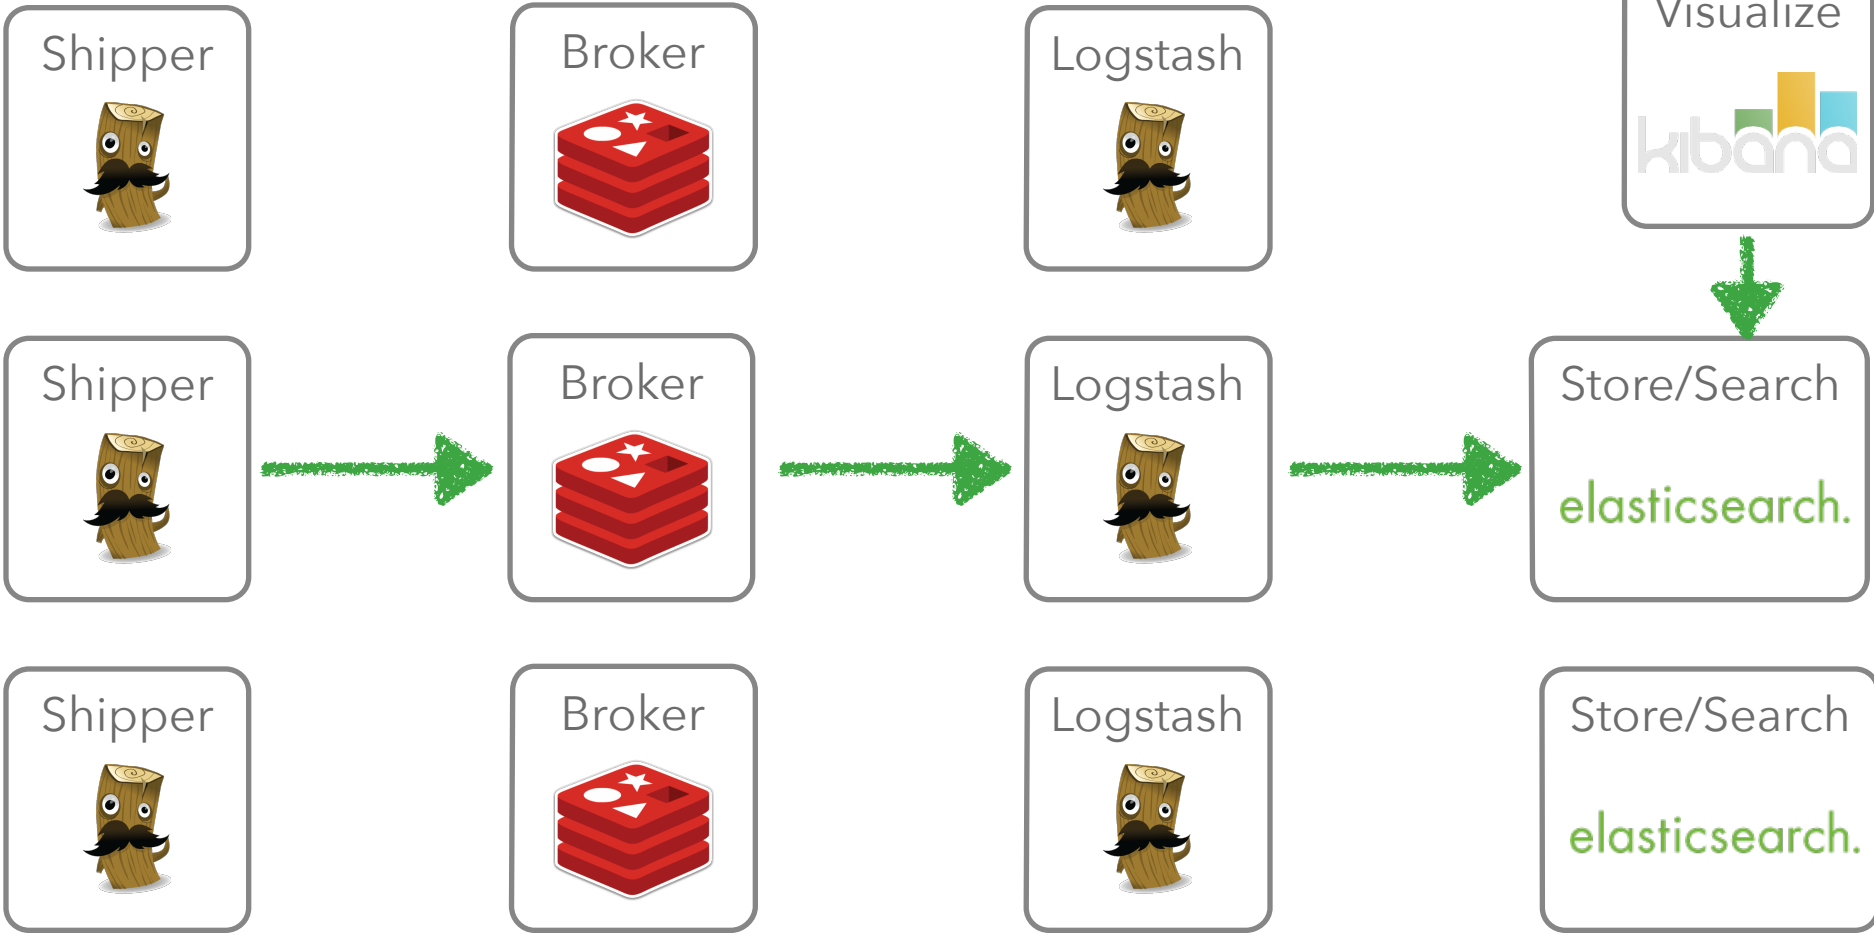 Shipper
Broker
Logstash
Visualize
kibana
Shipper
Broker
Logstash
Store/Search
elasticsearch.
Shipper
Broker
Logstash
Store/Search
elasticsearch.